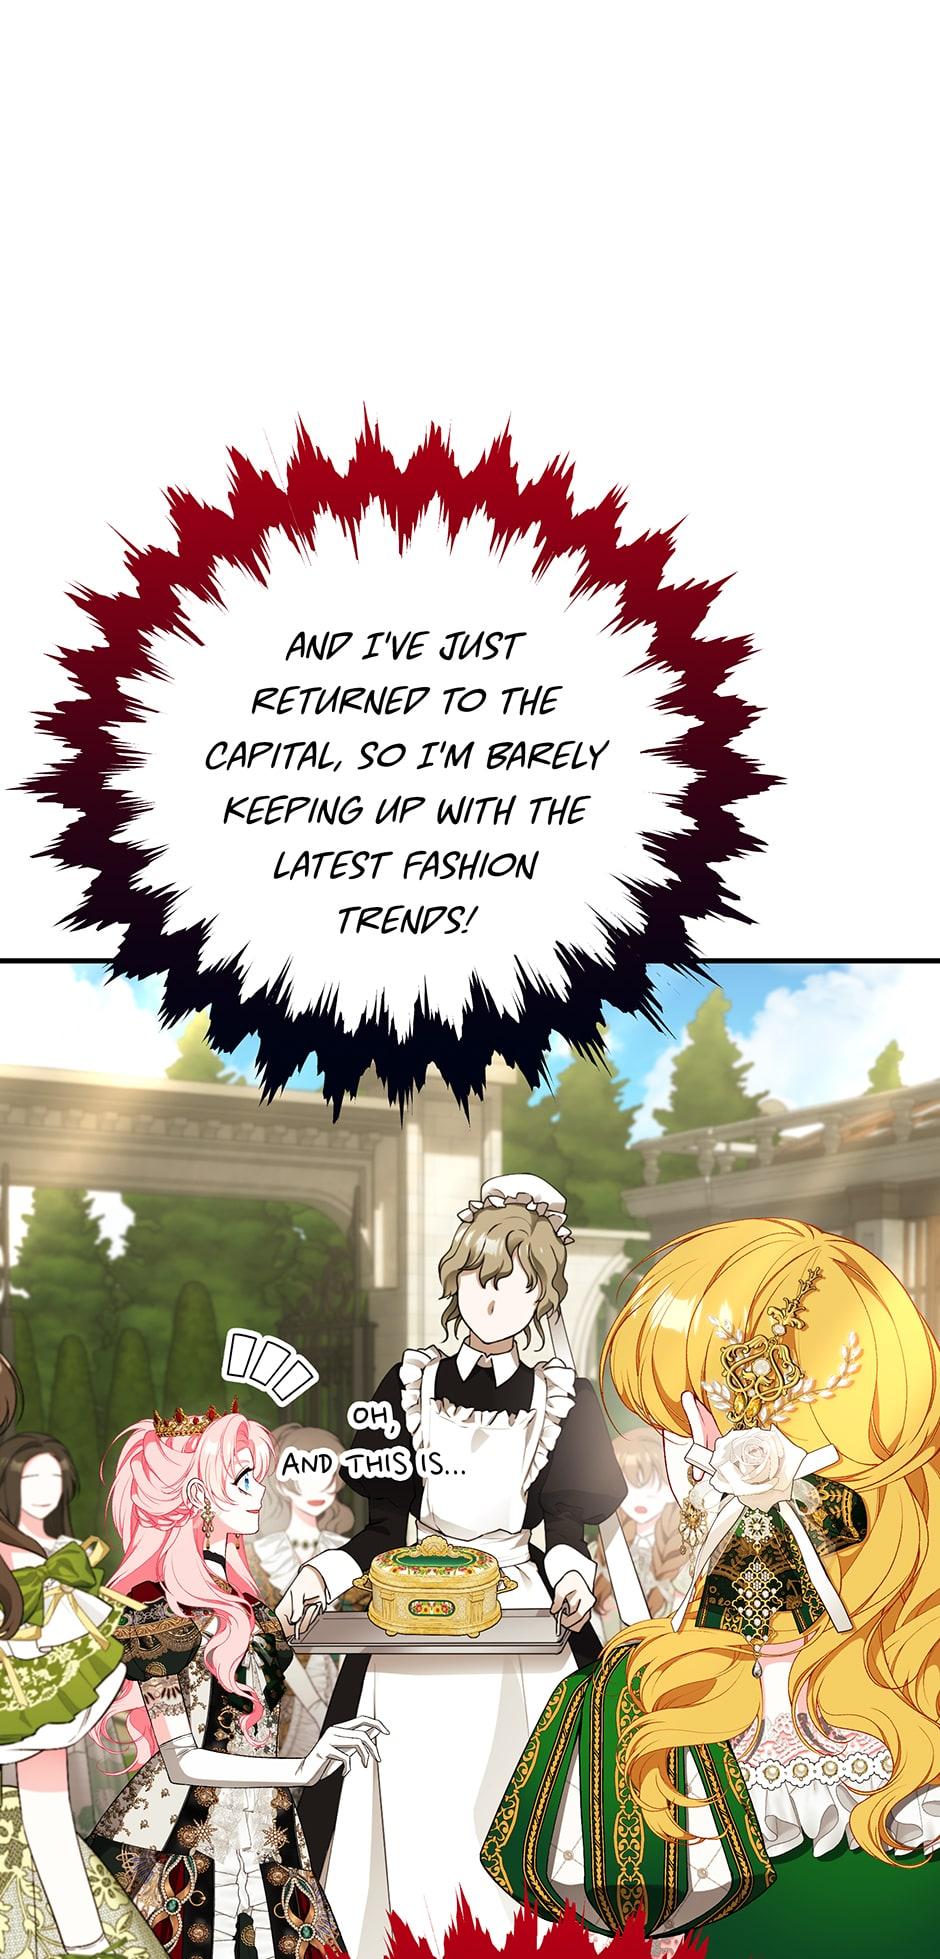 AND I'VE JUST
RETURNED TO THE
CAPITAL, SO I'M BARELY
KEEPING UP WITH THE
LATEST FASHION
TRENDS!
OH,
AND THIS IS...